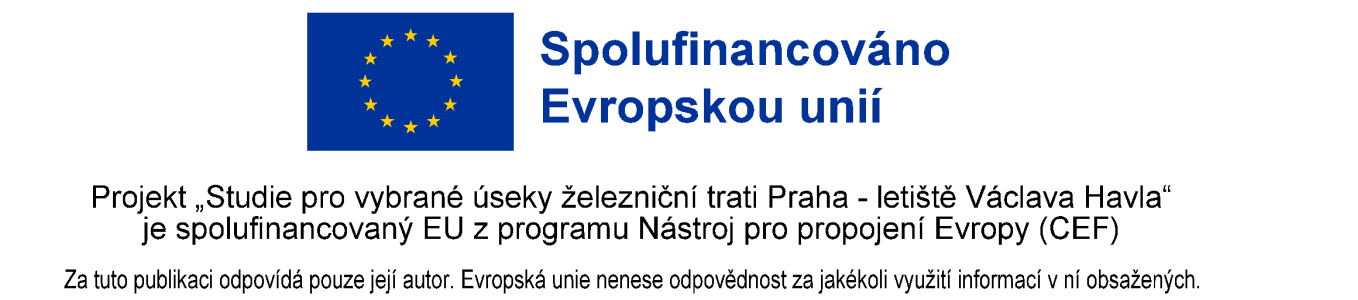 Spolufinancováno
Evropskou unií
Projekt „Studie pro vybrané úseky železniční trati Praha - letiště Václava Havla“
je spolufinancovaný EU z programu Nástroj pro propojení Evropy (CEF)
Za tuto publikaci odpovídá pouze její autor. Evropská unie nenese odpovědnost za jakékoli využití informací v ní obsažených.